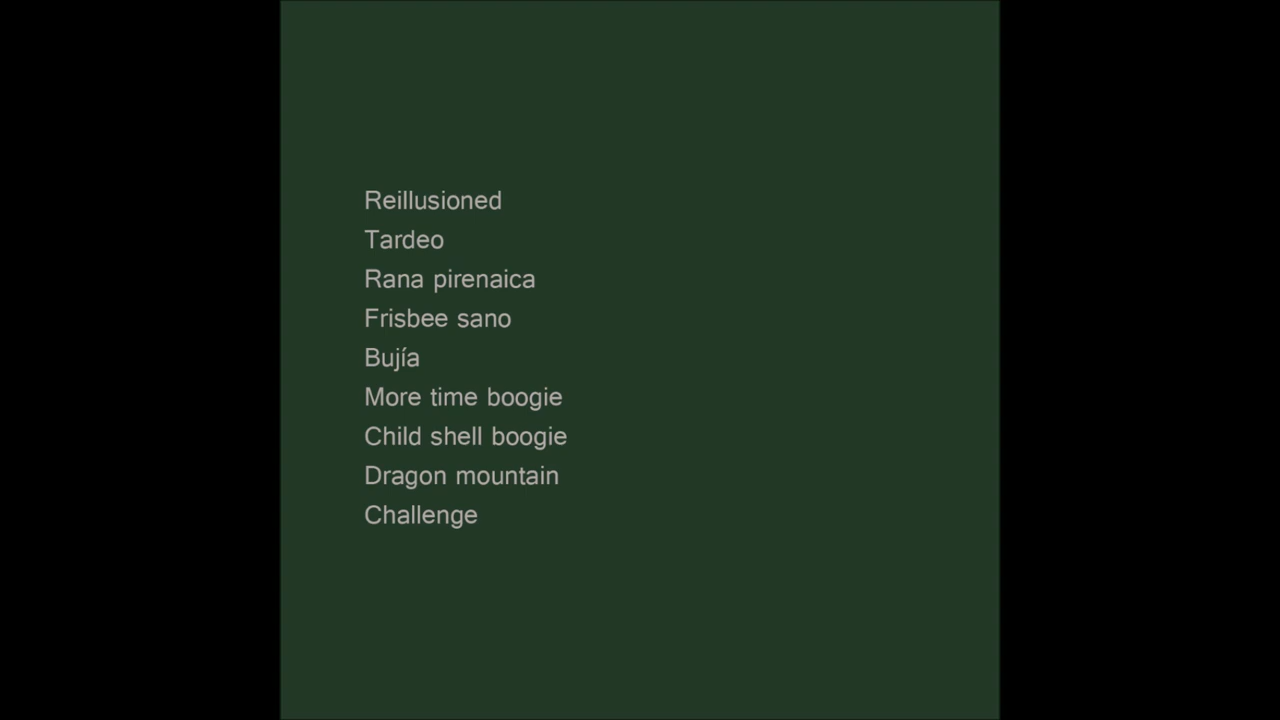 Reillusioned
Tardeo
Rana pirenaica
Frisbee sano
Bujía
More time boogie
Child shell boogie
Dragon mountain
Challenge